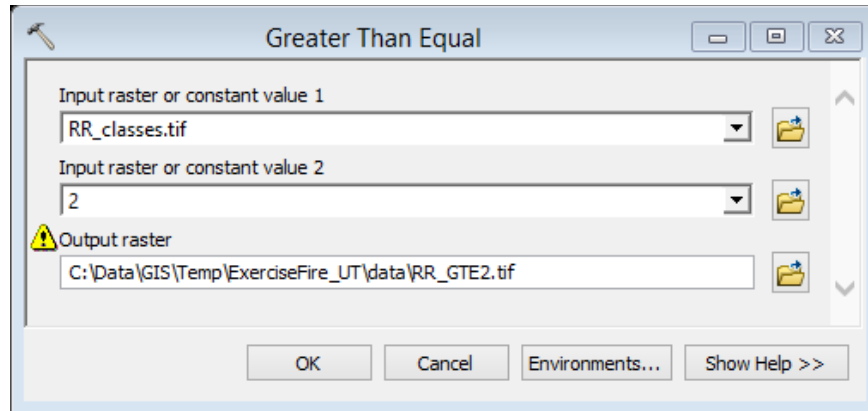 Greater Than Equal
Input raster or constant value 1
RR_classes.tif
Input raster or constant value 2
2
Output raster
C:\Data\GIS\Temp\ExerciseFire_UT\data\RR_GTE2.tif
OK Cancel Environments... Show Help >>